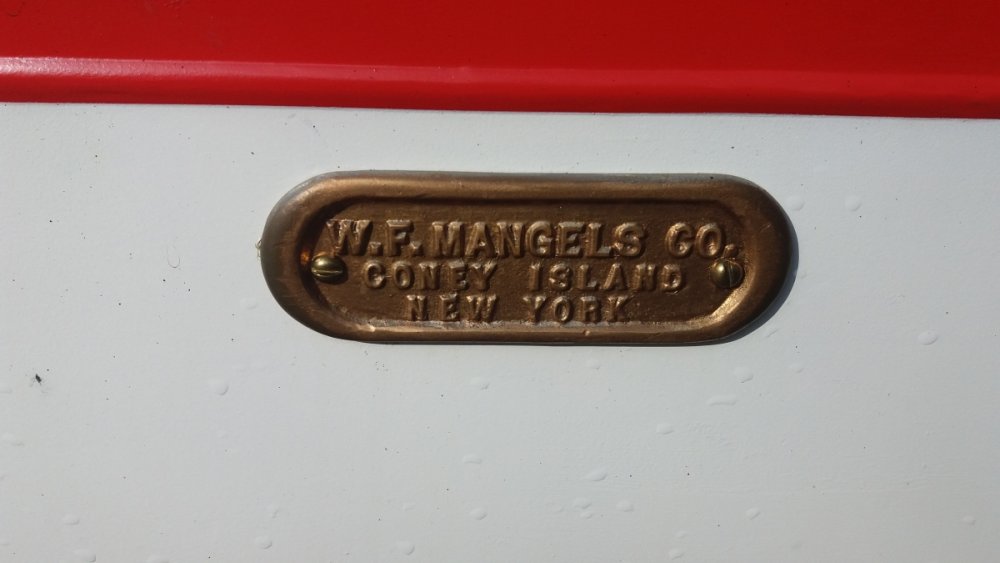 W.F. MANGELS CO.
CONEY ISLAND
NEW YORK